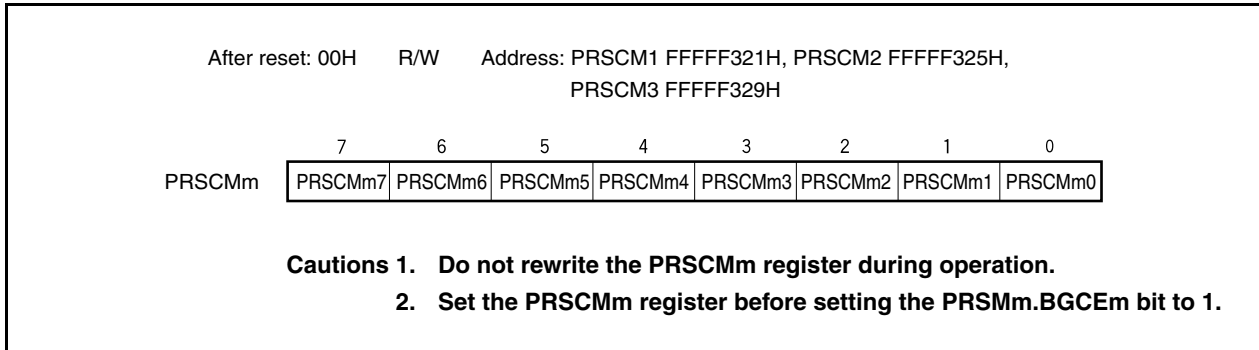 After reset: 00H R/W Address: PRSCM1 FFFFF321H, PRSCM2 FFFFF325H,
PRSCM3 FFFFF329H
7 6 5 4 3 2 1 0
PRSCMm PRSCMm7 PRSCMm6 PRSCMm5 PRSCMm4 PRSCMm3 PRSCMm2 PRSCMm1 PRSCMm0
Cautions 1. Do not rewrite the PRSCMm register during operation.
2. Set the PRSCMm register before setting the PRSMm.BGCEm bit to 1.